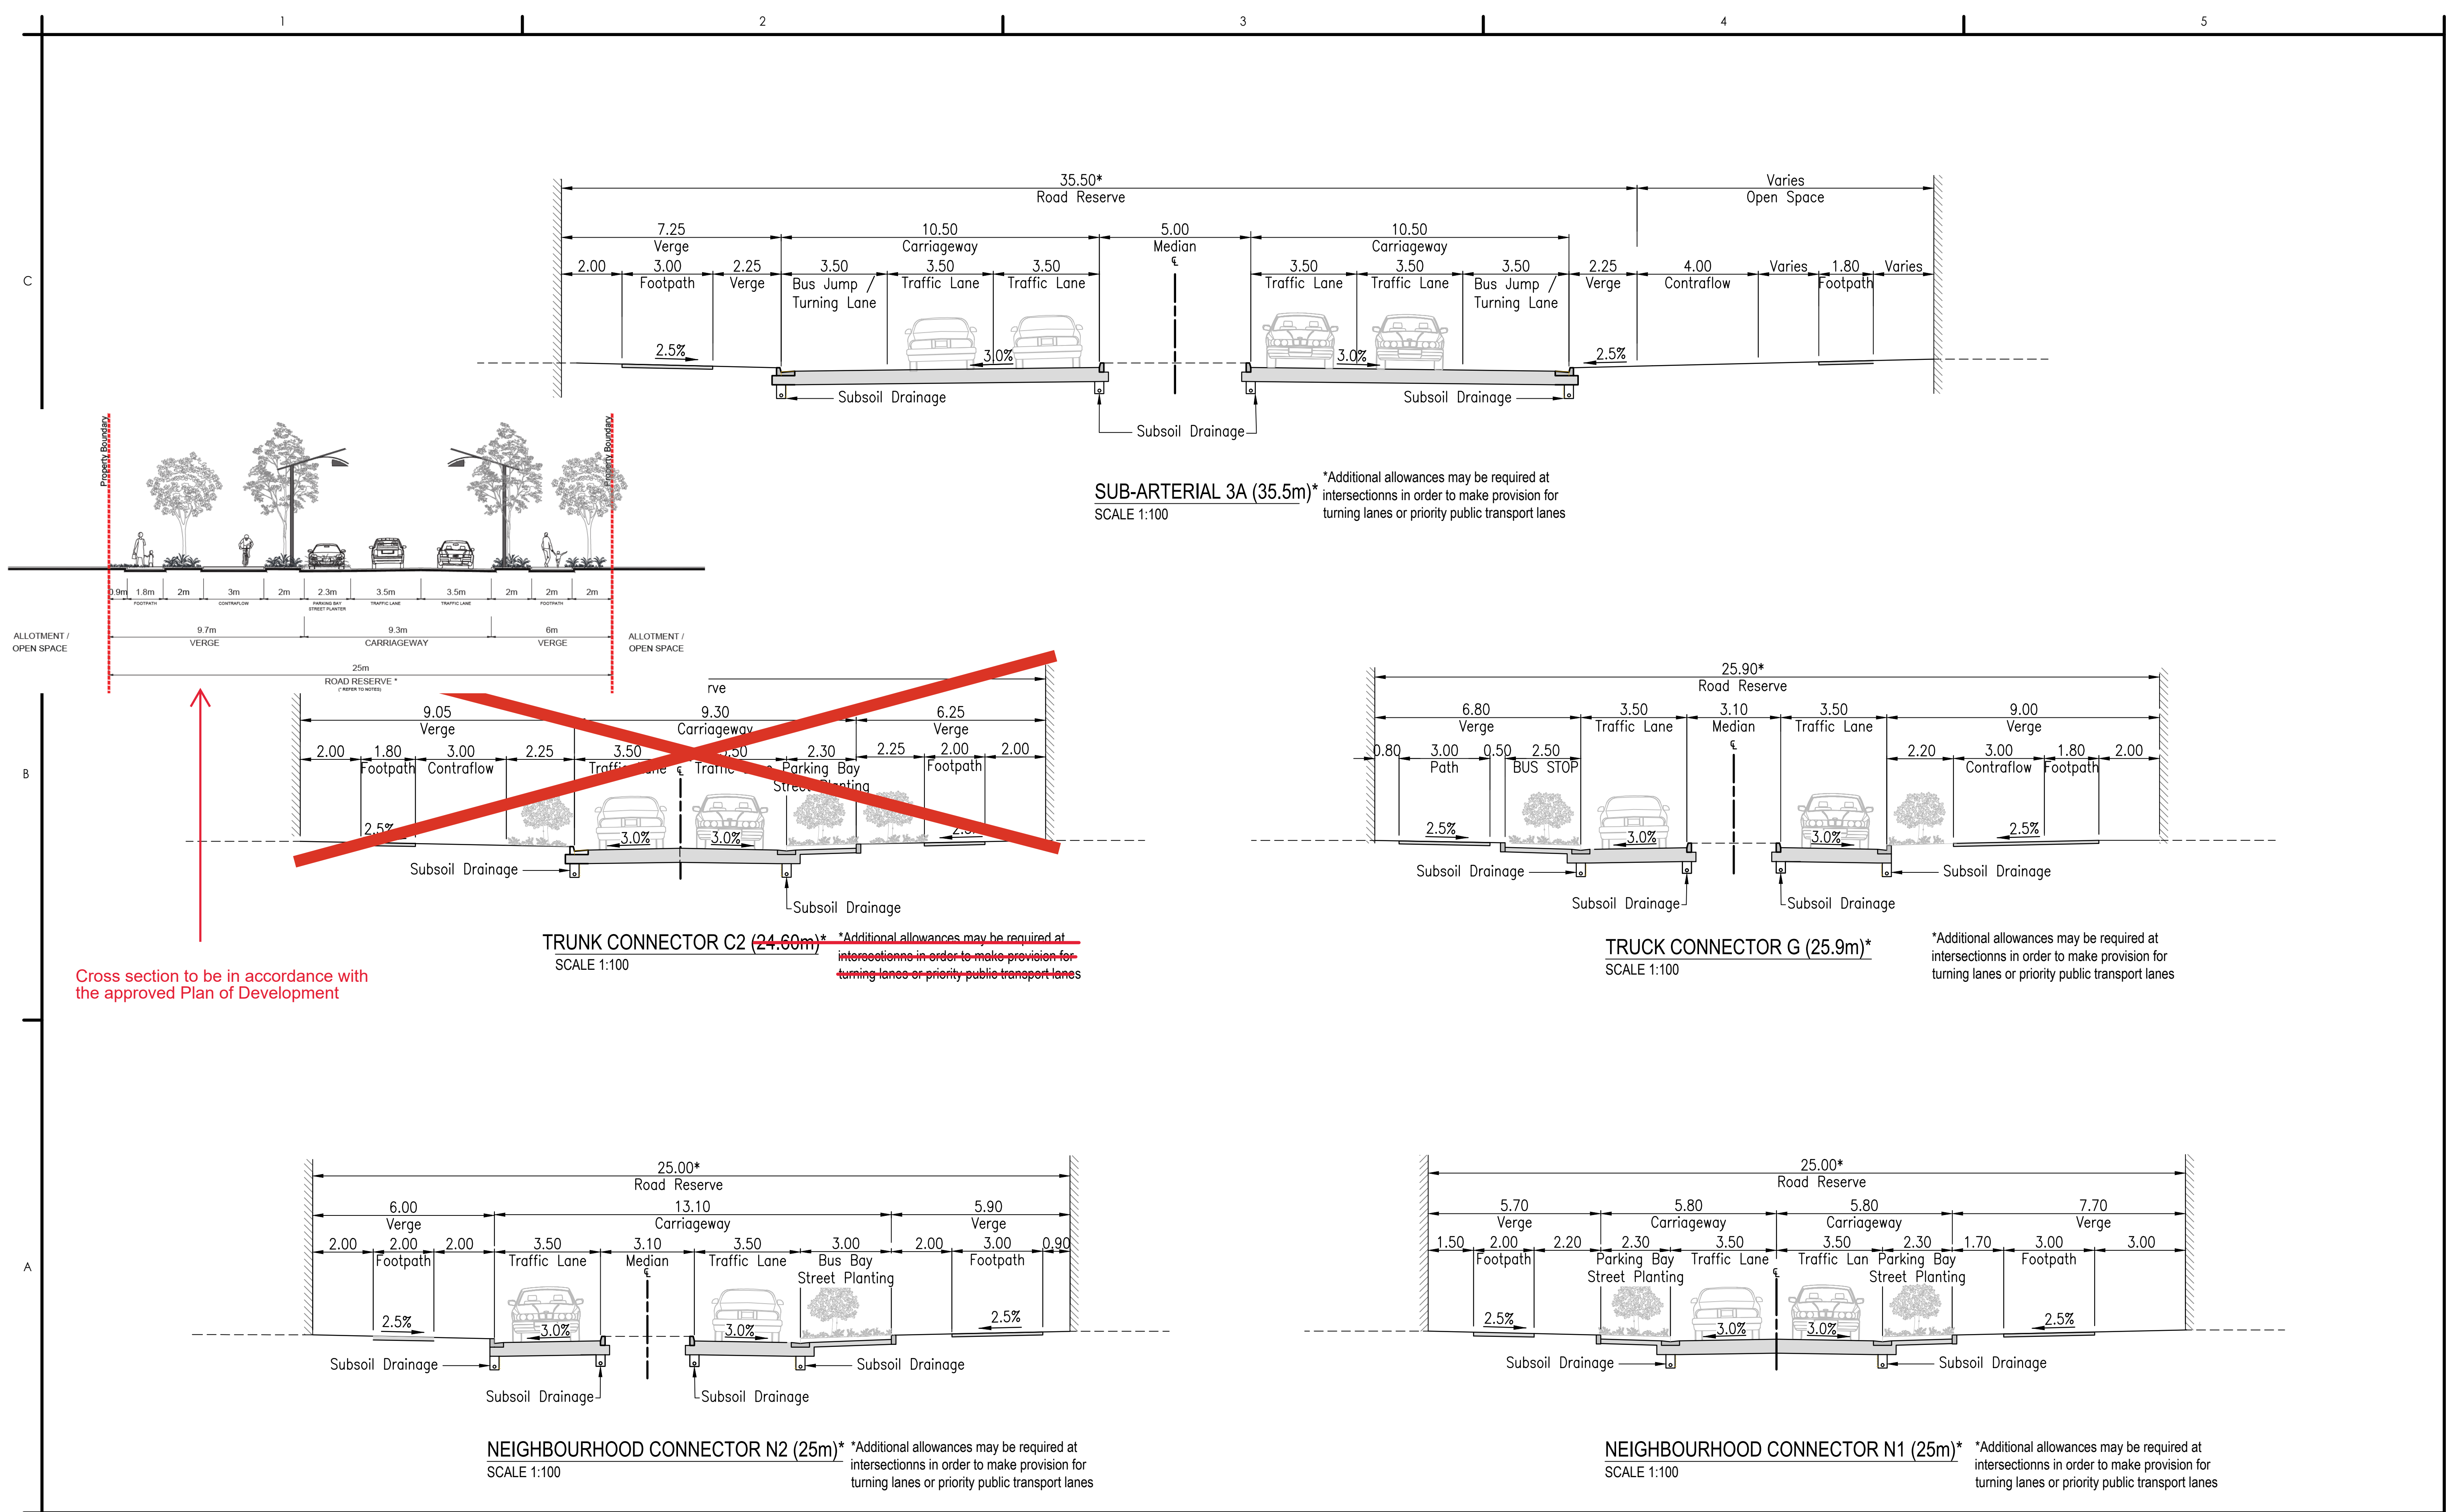 1 2 3 4 5
C
B
A
35.50*
Road Reserve
Varies
Open Space
7.25
Verge
10.50
Carriageway
5.00
Median
10.50
Carriageway
2.00
3.00
Footpath
2.25
Verge
3.50
Bus Jump /
Turning Lane
3.50
Traffic Lane
3.50
Traffic Lane
3.50
Traffic Lane
3.50
Traffic Lane
3.50
Bus Jump /
Turning Lane
2.25
Verge
4.00
Contraflow
Varies
1.80
Footpath
Varies
2.5%
3.0%
3.0%
2.5%
Subsoil Drainage
Subsoil Drainage
Subsoil Drainage
SUB-ARTERIAL 3A (35.5m)*
SCALE 1:100
*Additional allowances may be required at
intersectionns in order to make provision for
turning lanes or priority public transport lanes
Property Boundary
Property Boundary
0.9m
1.8m
FOOTPATH
2m
3m
CONTRAFLOW
2m
2.3m
PARKING BAY
STREET PLANTER
3.5m
TRAFFIC LANE
3.5m
TRAFFIC LANE
2m
2m
FOOTPATH
2m
9.7m
VERGE
9.3m
CARRIAGEWAY
6m
VERGE
ALLOTMENT /
OPEN SPACE
ALLOTMENT /
OPEN SPACE
25m
ROAD RESERVE *
(* REFER TO NOTES)
Cross section to be in accordance with
the approved Plan of Development
rve
9.05
Verge
9.30
Carriageway
6.25
Verge
2.00
1.80
Footpath
3.00
Contraflow
2.25
3.50
Traffic Lane
2.30
Parking Bay
Street Planting
2.25
2.00
Footpath
2.00
2.5%
3.0%
3.0%
Subsoil Drainage
Subsoil Drainage
TRUNK CONNECTOR C2 (24.60m)*
SCALE 1:100
*Additional allowances may be required at
intersectionns in order to make provision for
turning lanes or priority public transport lanes
25.90*
Road Reserve
6.80
Verge
3.50
Traffic Lane
3.10
Median
3.50
Traffic Lane
9.00
Verge
0.80
3.00
Path
0.50
2.50
BUS STOP
2.20
3.00
Contraflow
1.80
Footpath
2.00
2.5%
3.0%
3.0%
2.5%
Subsoil Drainage
Subsoil Drainage
Subsoil Drainage
Subsoil Drainage
TRUCK CONNECTOR G (25.9m)*
SCALE 1:100
*Additional allowances may be required at
intersectionns in order to make provision for
turning lanes or priority public transport lanes
25.00*
Road Reserve
6.00
Verge
13.10
Carriageway
5.90
Verge
2.00
2.00
Footpath
2.00
3.50
Traffic Lane
3.10
Median
3.50
Traffic Lane
3.00
Bus Bay
Street Planting
2.00
3.00
Footpath
0.90
2.5%
3.0%
3.0%
2.5%
Subsoil Drainage
Subsoil Drainage
Subsoil Drainage
Subsoil Drainage
NEIGHBOURHOOD CONNECTOR N2 (25m)*
SCALE 1:100
*Additional allowances may be required at
intersectionns in order to make provision for
turning lanes or priority public transport lanes
25.00*
Road Reserve
5.70
Verge
5.80
Carriageway
5.80
Carriageway
7.70
Verge
1.50
2.00
Footpath
2.20
2.30
Parking Bay
Street Planting
3.50
Traffic Lane
3.50
Traffic Lan
2.30
Parking Bay
Street Planting
1.70
3.00
Footpath
3.00
2.5%
3.0%
3.0%
2.5%
Subsoil Drainage
Subsoil Drainage
NEIGHBOURHOOD CONNECTOR N1 (25m)*
SCALE 1:100
*Additional allowances may be required at
intersectionns in order to make provision for
turning lanes or priority public transport lanes